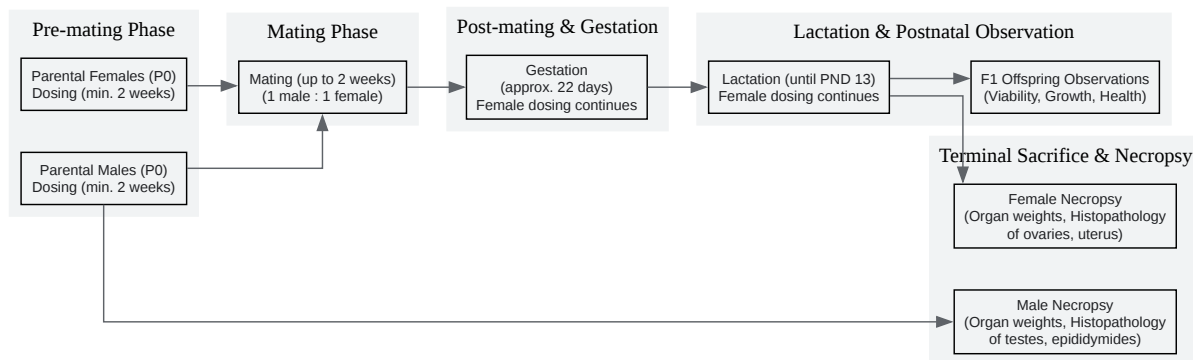 Pre-mating Phase
Parental Females (P0)
Dosing (min. 2 weeks)
Parental Males (P0)
Dosing (min. 2 weeks)
Mating Phase
Mating (up to 2 weeks)
(1 male : 1 female)
Post-mating & Gestation
Gestation
(approx. 22 days)
Female dosing continues
Lactation & Postnatal Observation
Lactation (until PND 13)
Female dosing continues
F1 Offspring Observations
(Viability, Growth, Health)
Terminal Sacrifice & Necropsy
Female Necropsy
(Organ weights, Histopathology
of ovaries, uterus)
Male Necropsy
(Organ weights, Histopathology
of testes, epididymides)